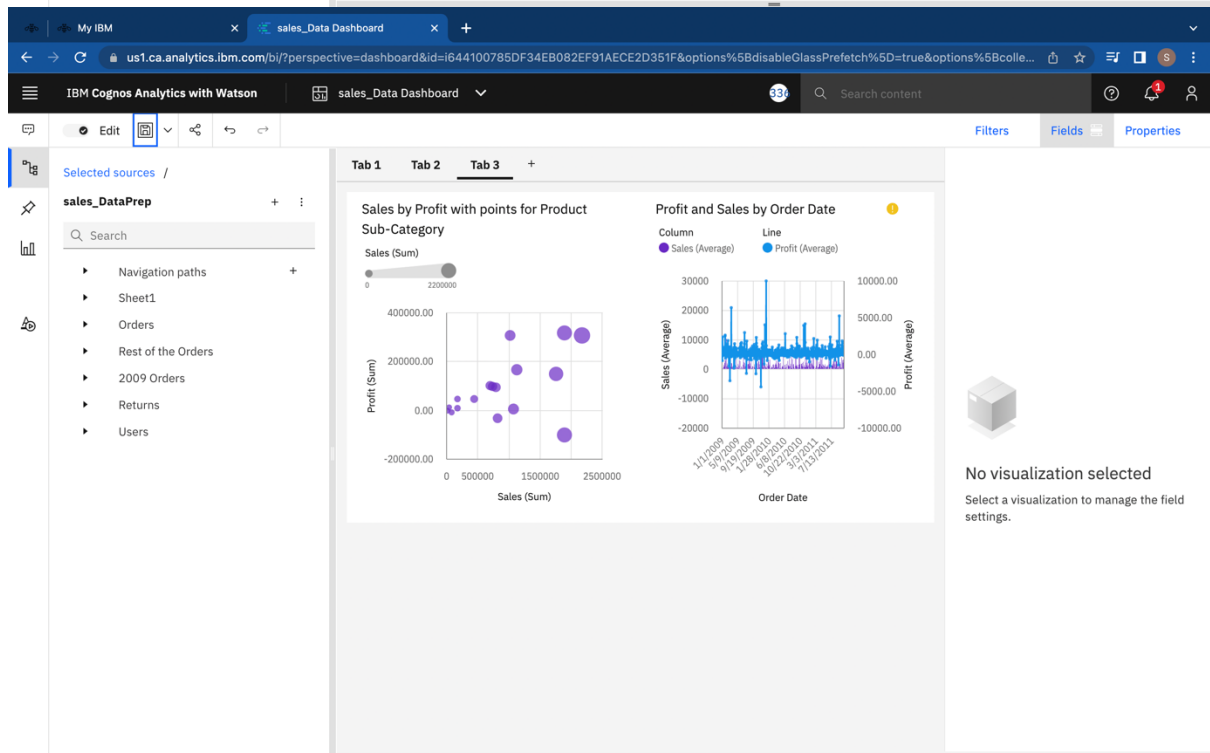 My IBM
sales_Data Dashboard
us1.ca.analytics.ibm.com/bi/?perspective=dashboard&id=i644100785DF34EB082EF91AECE2D351F&options%5BdisableGlassPrefetch%5D=true&options%5Bcolle...
S
IBM Cognos Analytics with Watson
sales_Data Dashboard
336
Search content
1
Edit
Filters
Fields
Properties
Selected sources /
sales_DataPrep
Search
Navigation paths
Sheet1
Orders
Rest of the Orders
2009 Orders
Returns
Users
Tab 1
Tab 2
Tab 3
Sales by Profit with points for Product
Sub-Category
Sales (Sum)
0
2200000
400000.00
200000.00
0.00
-200000.00
Profit (Sum)
0
500000
1500000
2500000
Sales (Sum)
Profit and Sales by Order Date
Column
Line
Sales (Average)
Profit (Average)
30000
20000
10000
0
-10000
-20000
Sales (Average)
10000.00
5000.00
0.00
-5000.00
-10000.00
Profit (Average)
1/1/2009
5/9/2009
9/19/2009
1/28/2010
6/8/2010
10/22/2010
3/3/2011
7/13/2011
Order Date
No visualization selected
Select a visualization to manage the field
settings.